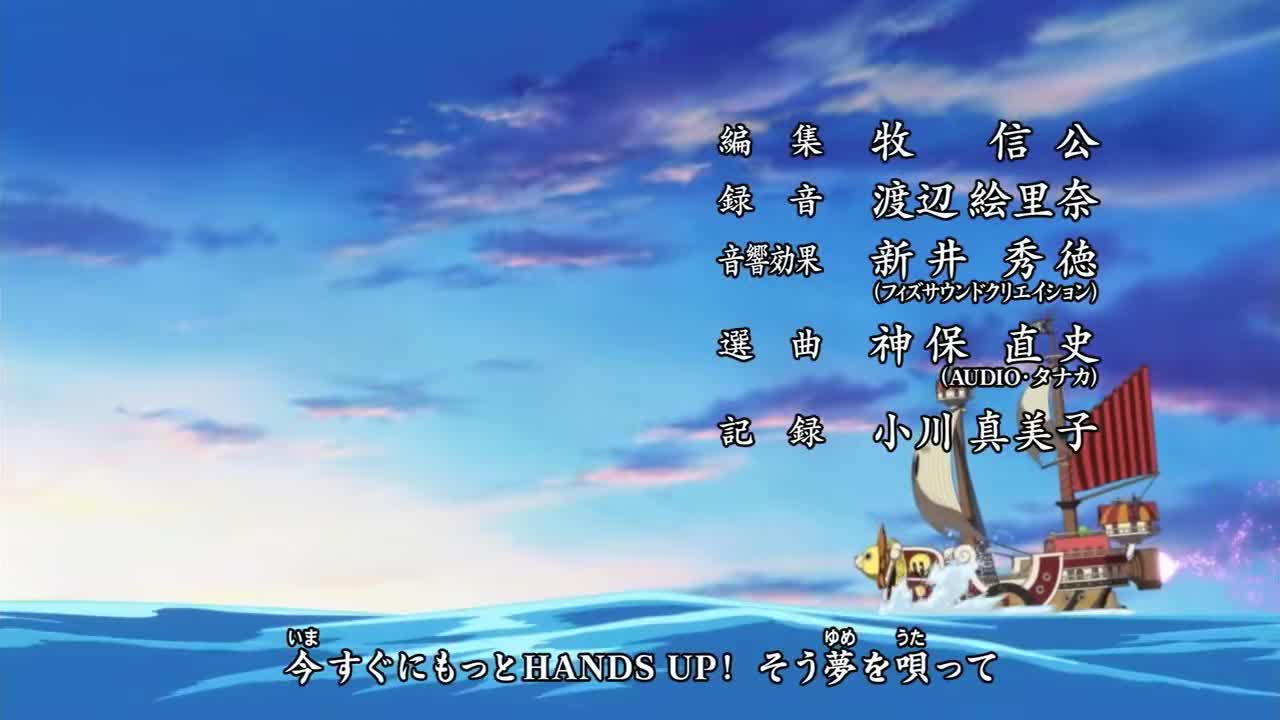 編集 牧 信公
録音 渡辺 絵里奈
音響効果 新井 秀徳
(フィズサウンドクリエイション)
選曲 神保 直史
(AUDIO・タナカ)
記録 小川 真美子
いま ゆめ うた
今すぐにもっとHANDS UP! そう夢を唄って